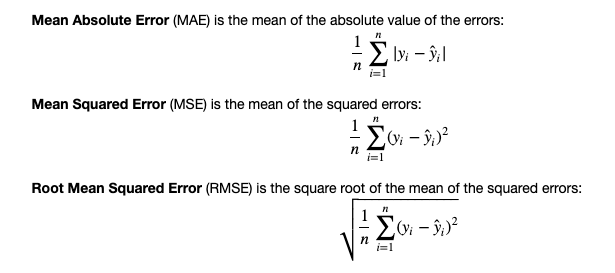 Mean Absolute Error (MAE) is the mean of the absolute value of the errors:
$$\frac{1}{n} \sum_{i=1}^{n} |y_i - \hat{y}_i|$$
Mean Squared Error (MSE) is the mean of the squared errors:
$$\frac{1}{n} \sum_{i=1}^{n} (y_i - \hat{y}_i)^2$$
Root Mean Squared Error (RMSE) is the square root of the mean of the squared errors:
$$\sqrt{\frac{1}{n} \sum_{i=1}^{n} (y_i - \hat{y}_i)^2}$$